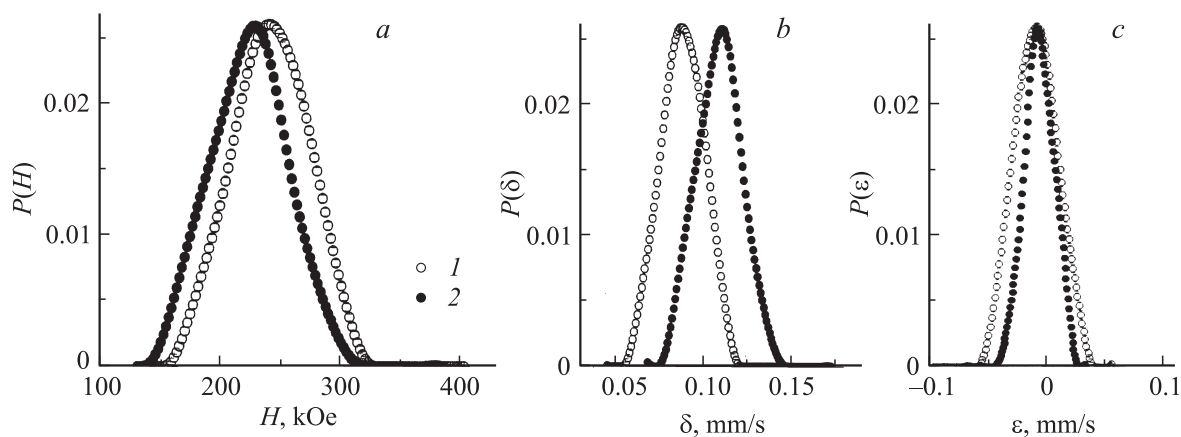 a
0.02
0.01
0
P(H)
1
2
100 200 300 400
H, kOe
b
0.02
0.01
0
P(δ)
0.05 0.10 0.15
δ, mm/s
c
0.02
0.01
0
P(ε)
–0.1 0 0.1
ε, mm/s